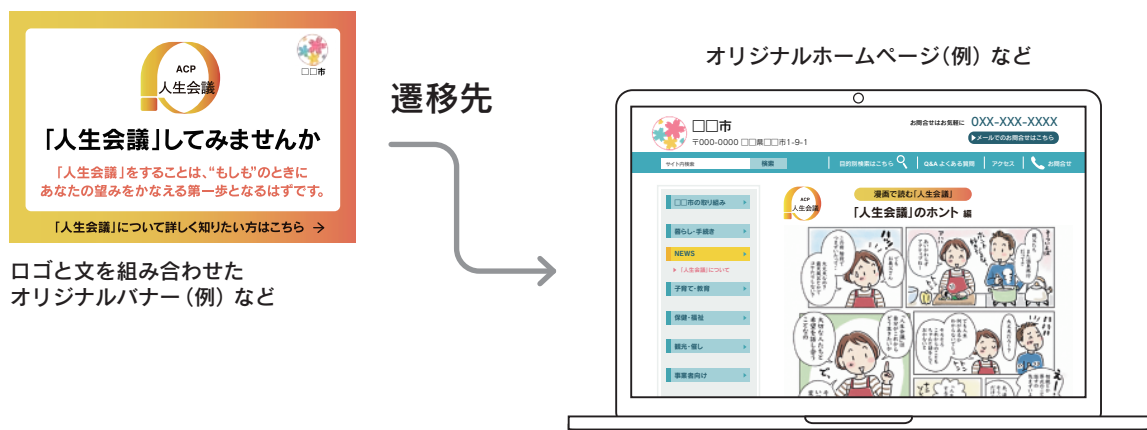 ACP
人生会議
□□市
「人生会議」してみませんか
「人生会議」をすることは、“もしも”のときに
あなたの望みをかなえる第一歩となるはずです。
「人生会議」について詳しく知りたい方はこちら →
ロゴと文を組み合わせた
オリジナルバナー（例）など
遷移先
オリジナルホームページ（例）など
□□市
〒000-0000 □□県□□市1-9-1
お問合せはお気軽に 0XX-XXX-XXXX
▶メールでのお問合せはこちら
サイト内検索
検索
目的別検索はこちら
Q&A よくある質問
アクセス
お問合せ
□□市の取り組み
暮らし・手続き
NEWS
「人生会議」について
子育て・教育
保健・福祉
観光・催し
事業者向け
ACP
人生会議
漫画で読む「人生会議」
「人生会議」のホント 編